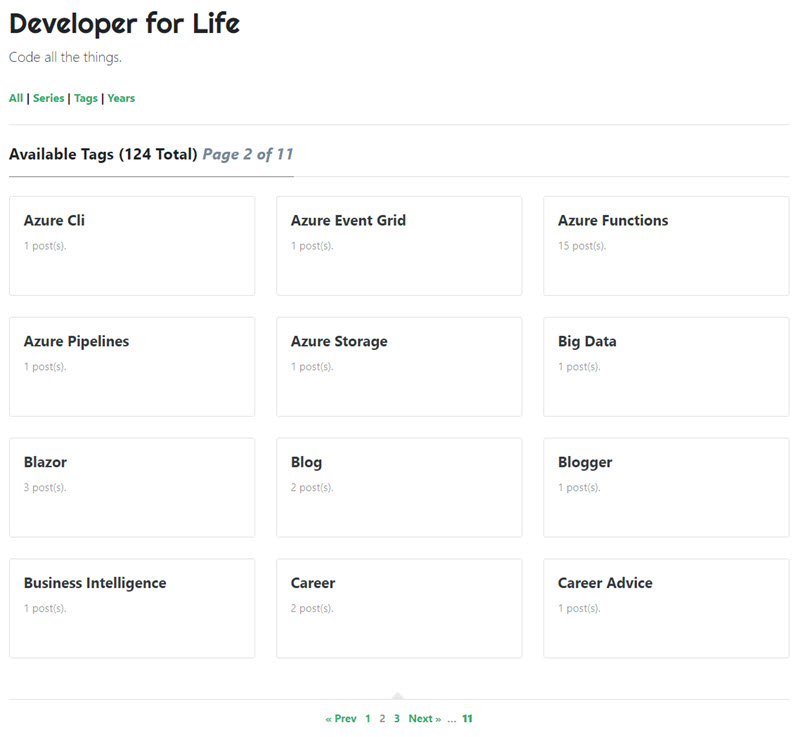 Developer for Life
Code all the things.
All | Series | Tags | Years
Available Tags (124 Total) Page 2 of 11
Azure Cli
1 post(s).
Azure Event Grid
1 post(s).
Azure Functions
15 post(s).
Azure Pipelines
1 post(s).
Azure Storage
1 post(s).
Big Data
1 post(s).
Blazor
3 post(s).
Blog
2 post(s).
Blogger
1 post(s).
Business Intelligence
1 post(s).
Career
2 post(s).
Career Advice
1 post(s).
« Prev 1 2 3 Next » ... 11